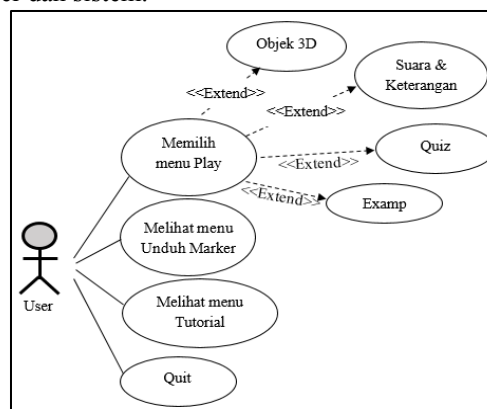 er dan sistem.
Objek 3D
<<Extend>>
Suara &
Keterangan
<<Extend>>
Memilih
menu Play
<<Extend>>
Quiz
<<Extend>>
Examp
Melihat menu
Unduh Marker
User
Melihat menu
Tutorial
Quit